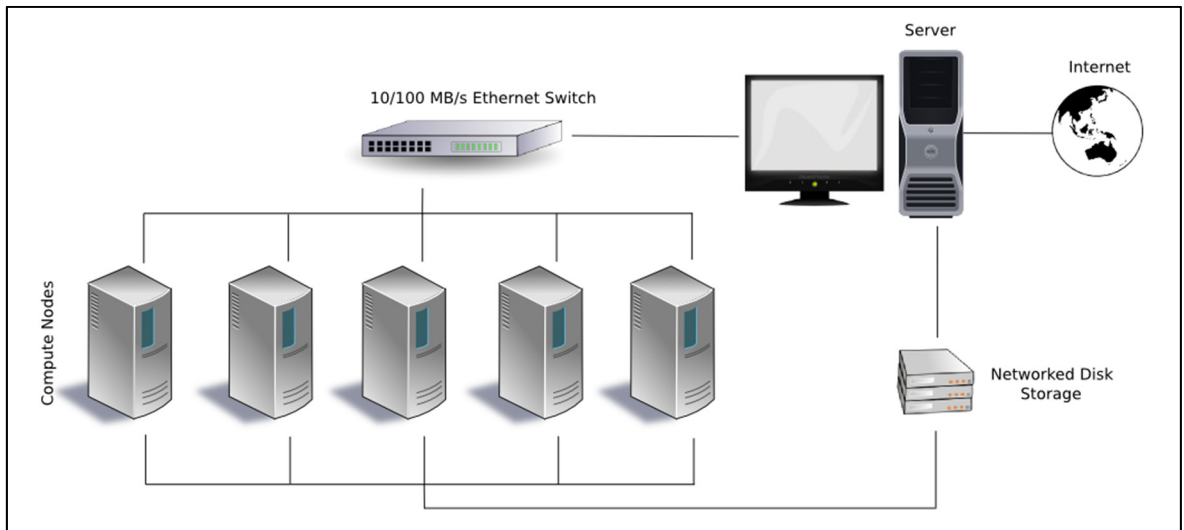 Server
Internet
10/100 MB/s Ethernet Switch
Compute Nodes
Networked Disk
Storage